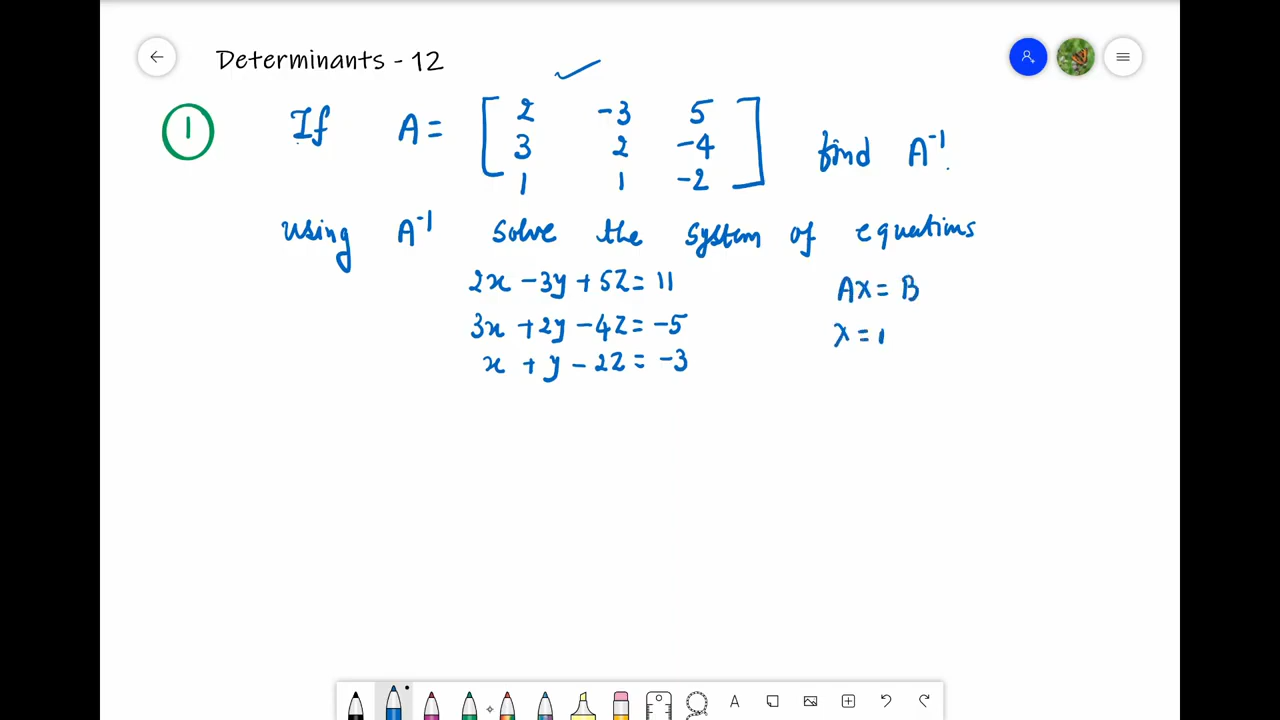 Determinants - 12
1 If A = [ 2 -3 5
3 2 -4
1 1 -2 ] find A⁻¹.
using A⁻¹ solve the system of equations
2x - 3y + 5z = 11
3x + 2y - 4z = -5
x + y - 2z = -3
AX = B
X =
A